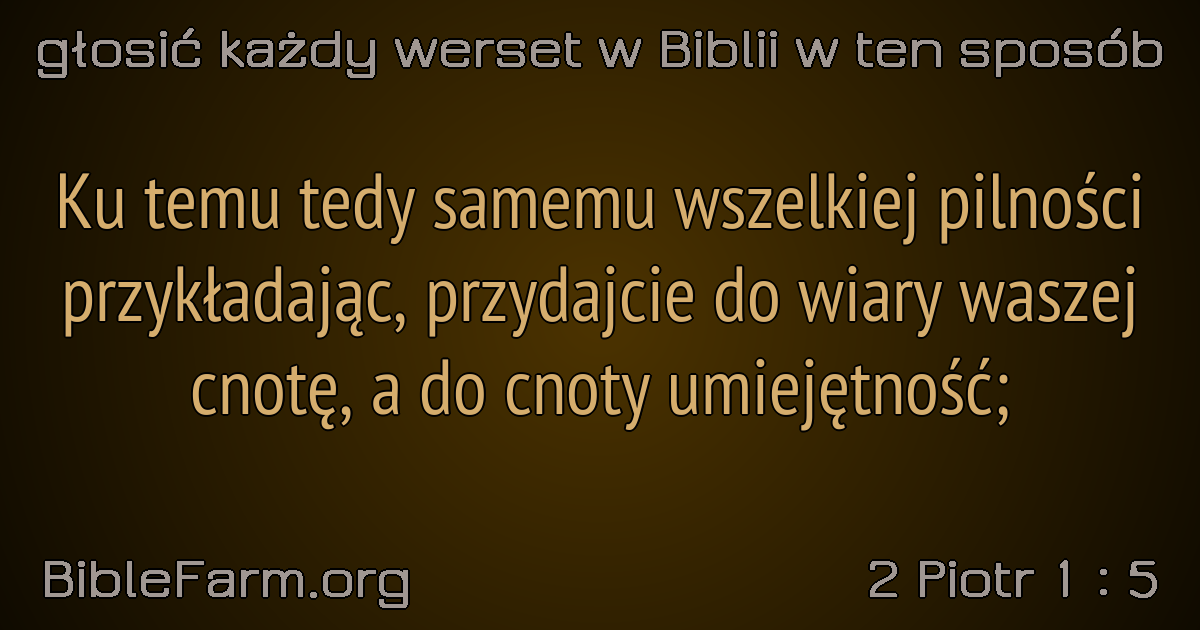 głosić każdy werset w Biblii w ten sposób
Ku temu tedy samemu wszelkiej pilności
przykładając, przydajcie do wiary waszej
cnotę, a do cnoty umiejętność;
BibleFarm.org
2 Piotr 1 : 5